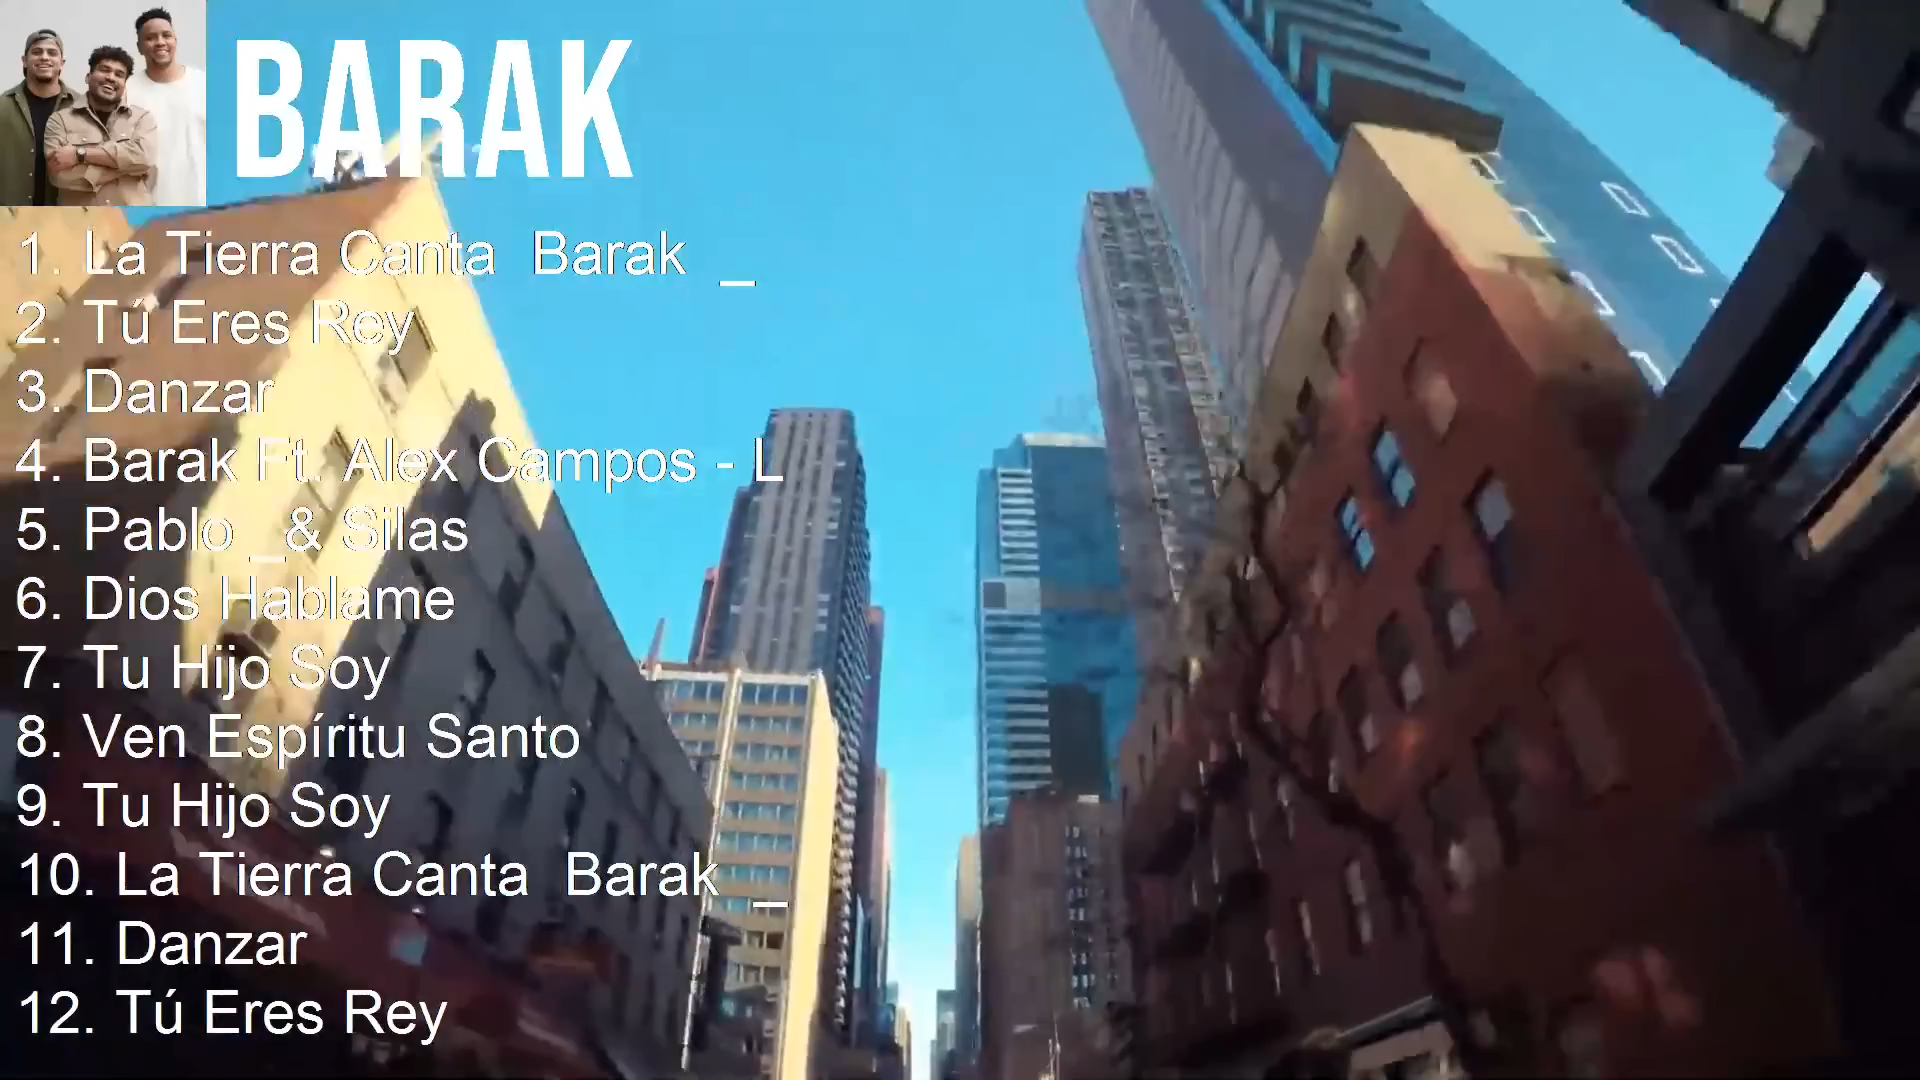 BARAK
1. La Tierra Canta  Barak  _
2. Tú Eres Rey
3. Danzar
4. Barak Ft. Alex Campos - L
5. Pablo _& Silas
6. Dios Hablame
7. Tu Hijo Soy
8. Ven Espíritu Santo
9. Tu Hijo Soy
10. La Tierra Canta  Barak  _
11. Danzar
12. Tú Eres Rey